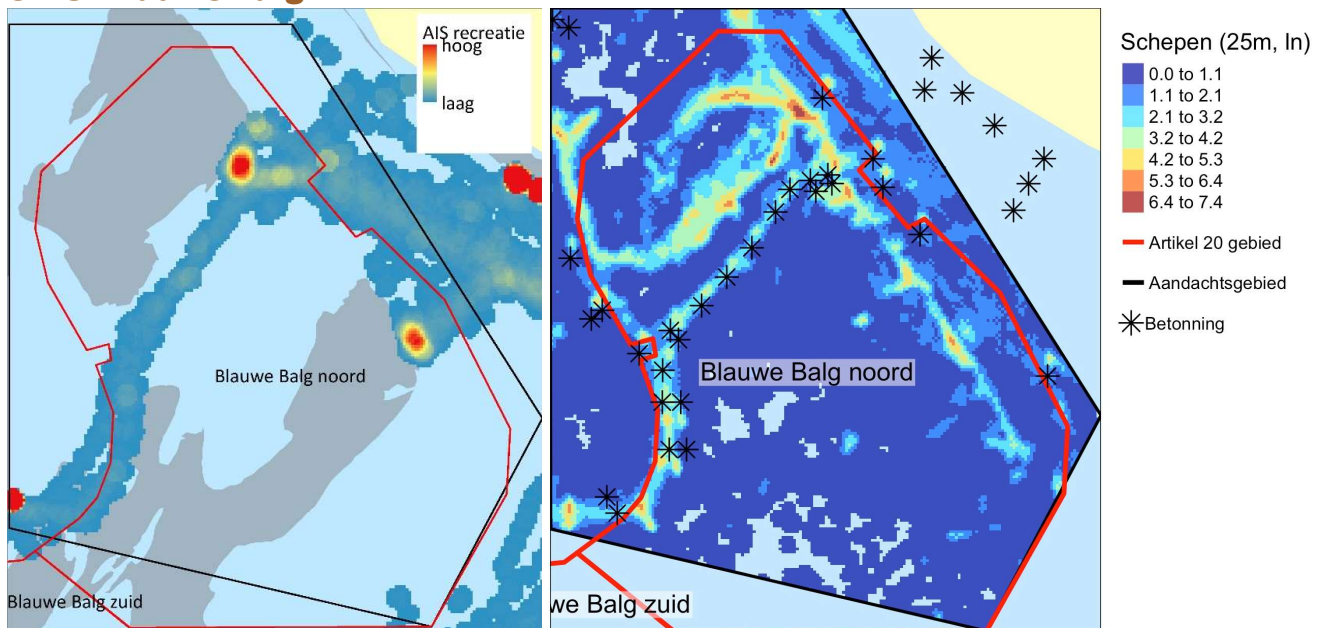 AIS recreatie
hoog
laag
Blauwe Balg noord
Blauwe Balg zuid
Blauwe Balg noord
we Balg zuid
Schepen (25m, ln)
0.0 to 1.1
1.1 to 2.1
2.1 to 3.2
3.2 to 4.2
4.2 to 5.3
5.3 to 6.4
6.4 to 7.4
Artikel 20 gebied
Aandachtsgebied
Betonning